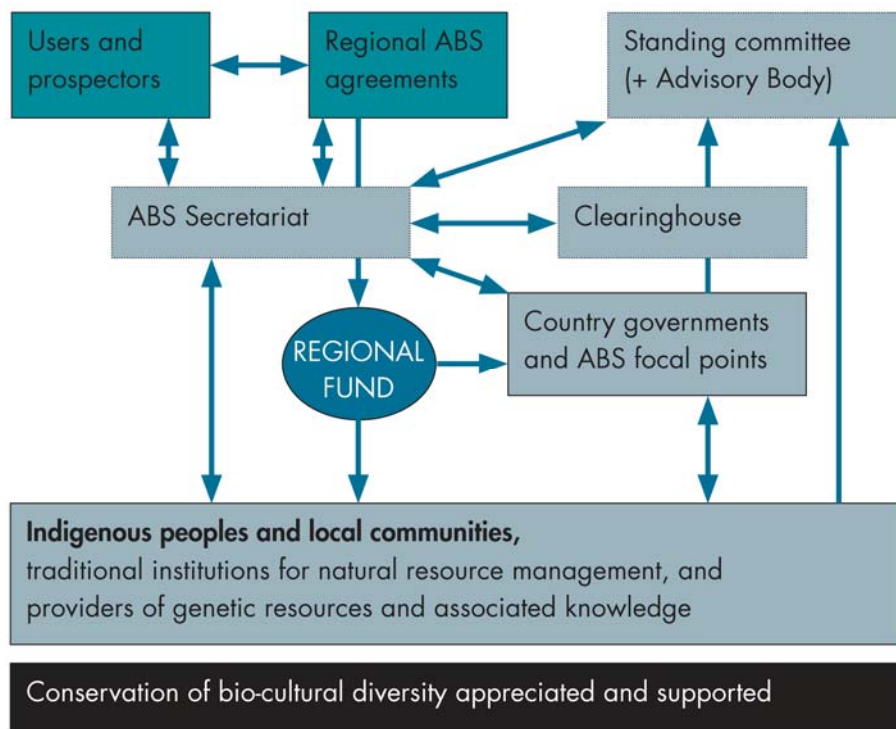 Users and
prospectors
Regional ABS
agreements
Standing committee
(+ Advisory Body)
ABS Secretariat
Clearinghouse
REGIONAL
FUND
Country governments
and ABS focal points
Indigenous peoples and local communities,
traditional institutions for natural resource management, and
providers of genetic resources and associated knowledge
Conservation of bio-cultural diversity appreciated and supported